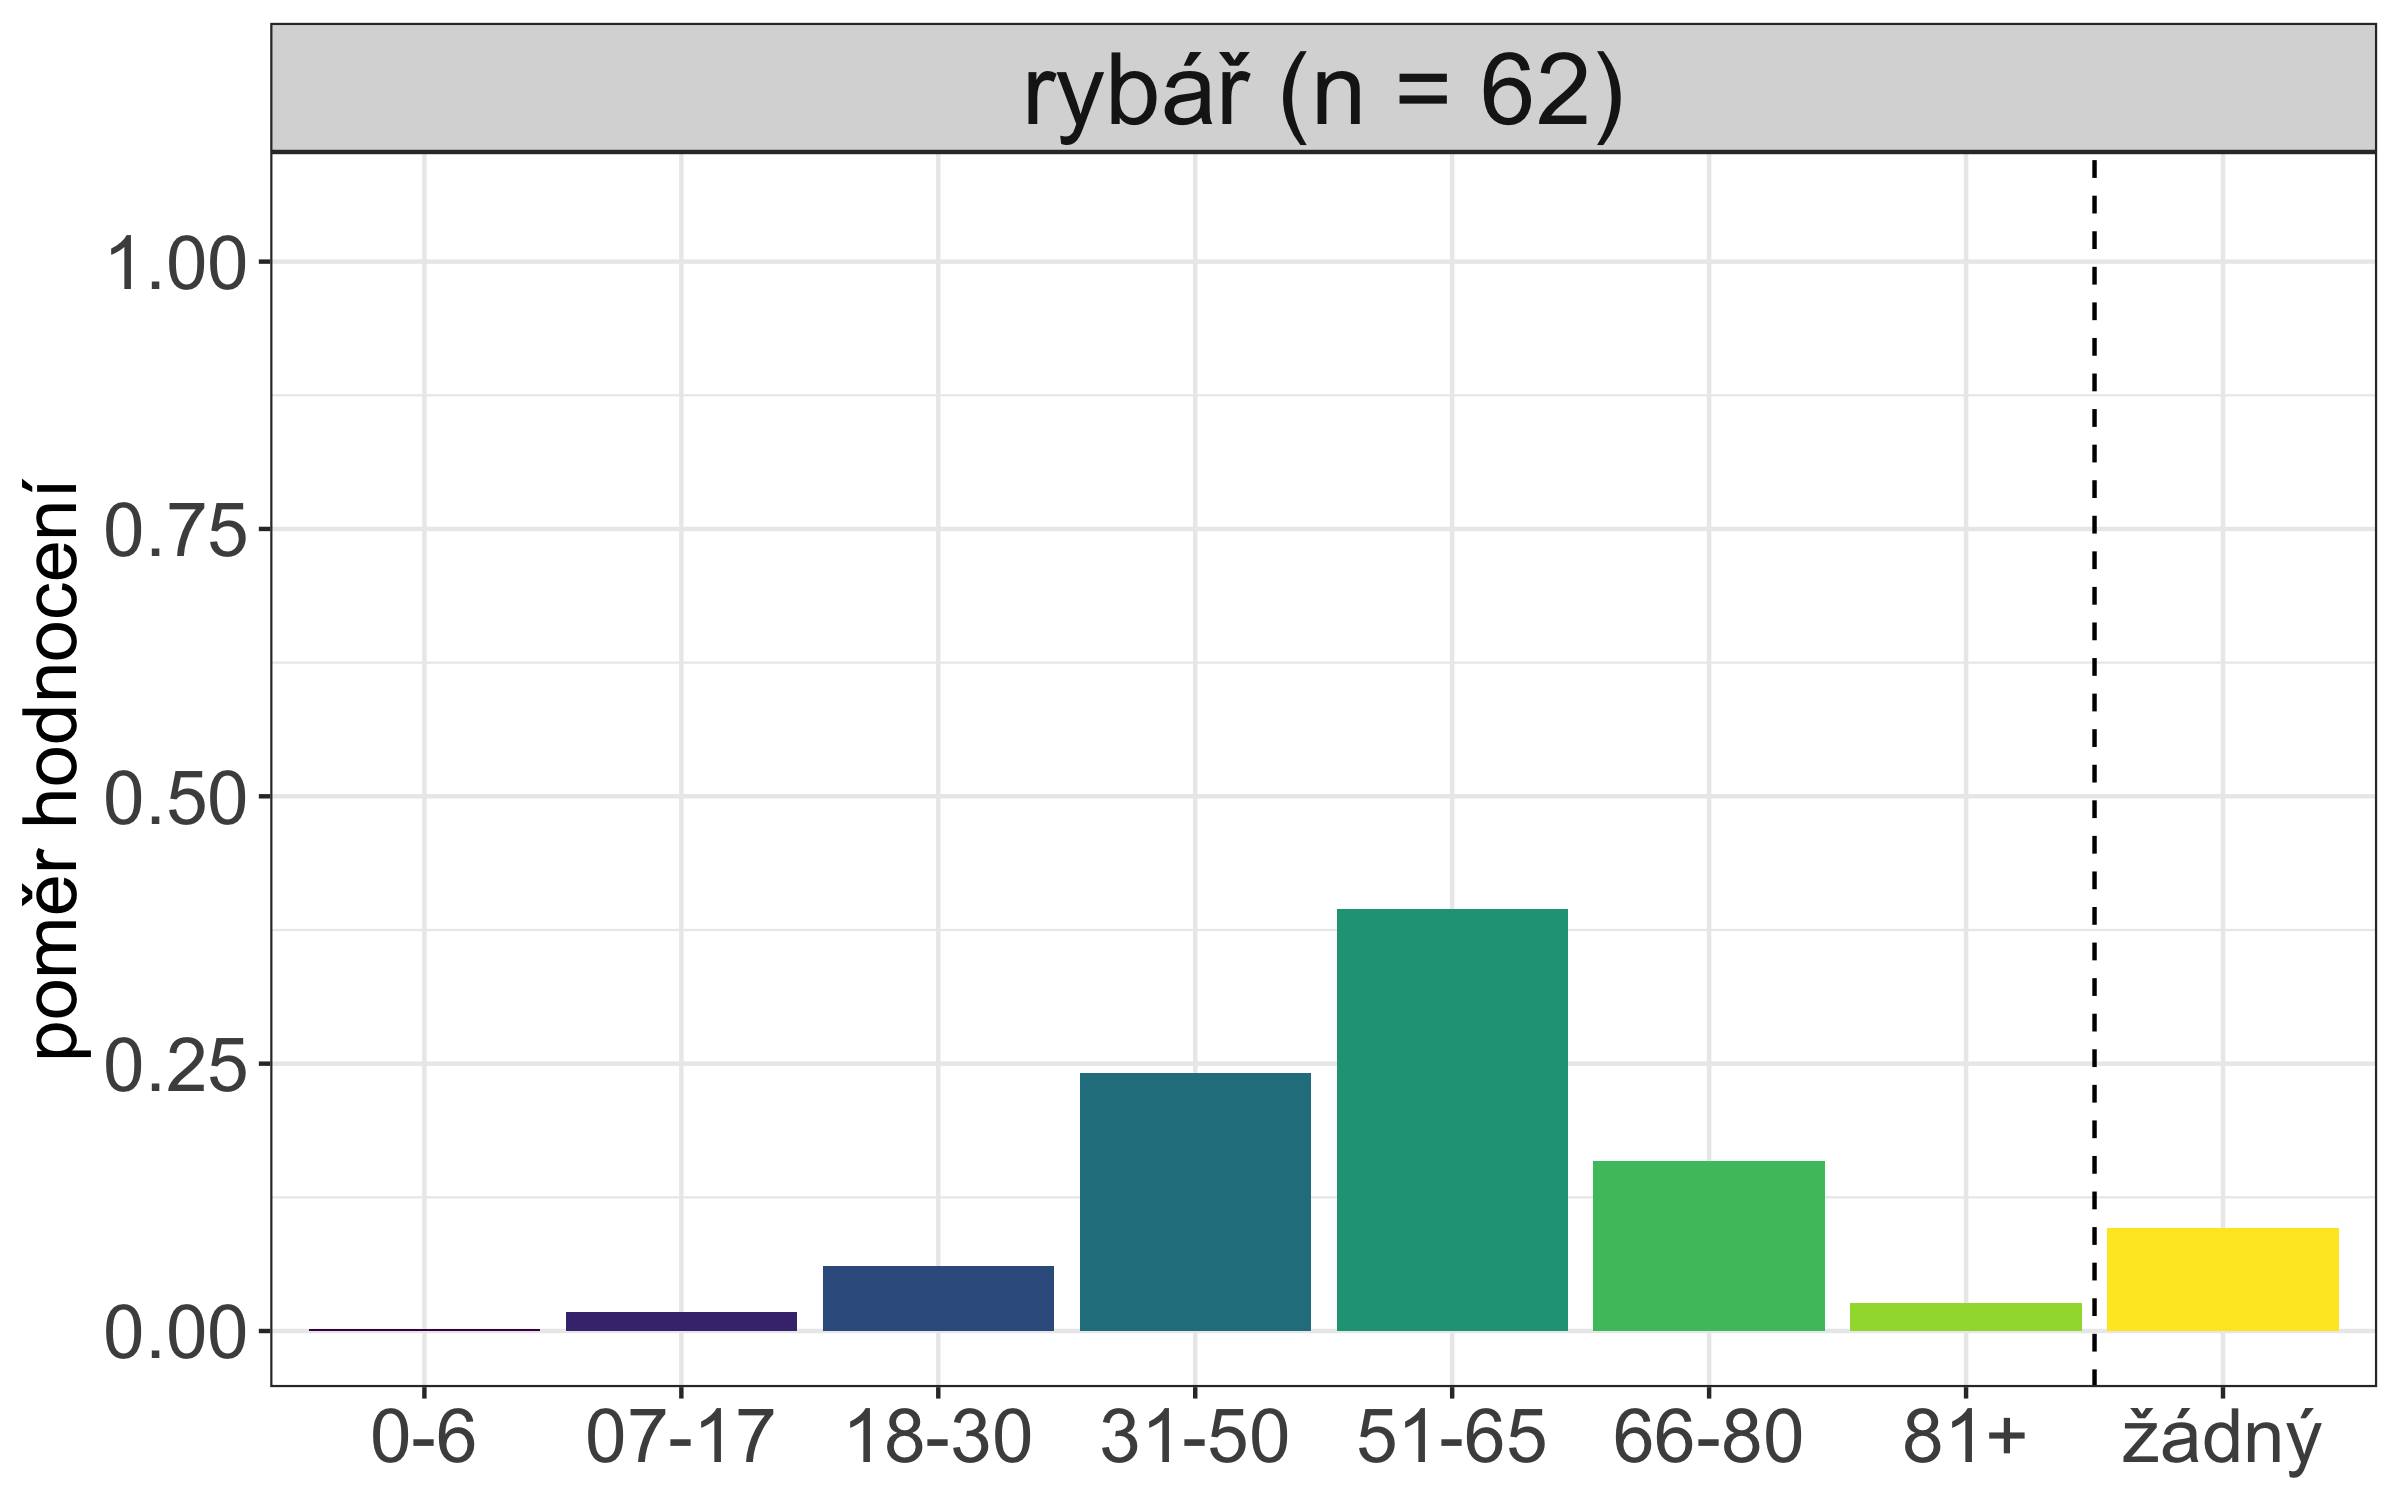 rybář (n = 62)
poměr hodnocení
1.00
0.75
0.50
0.25
0.00
0-6 07-17 18-30 31-50 51-65 66-80 81+ žádný